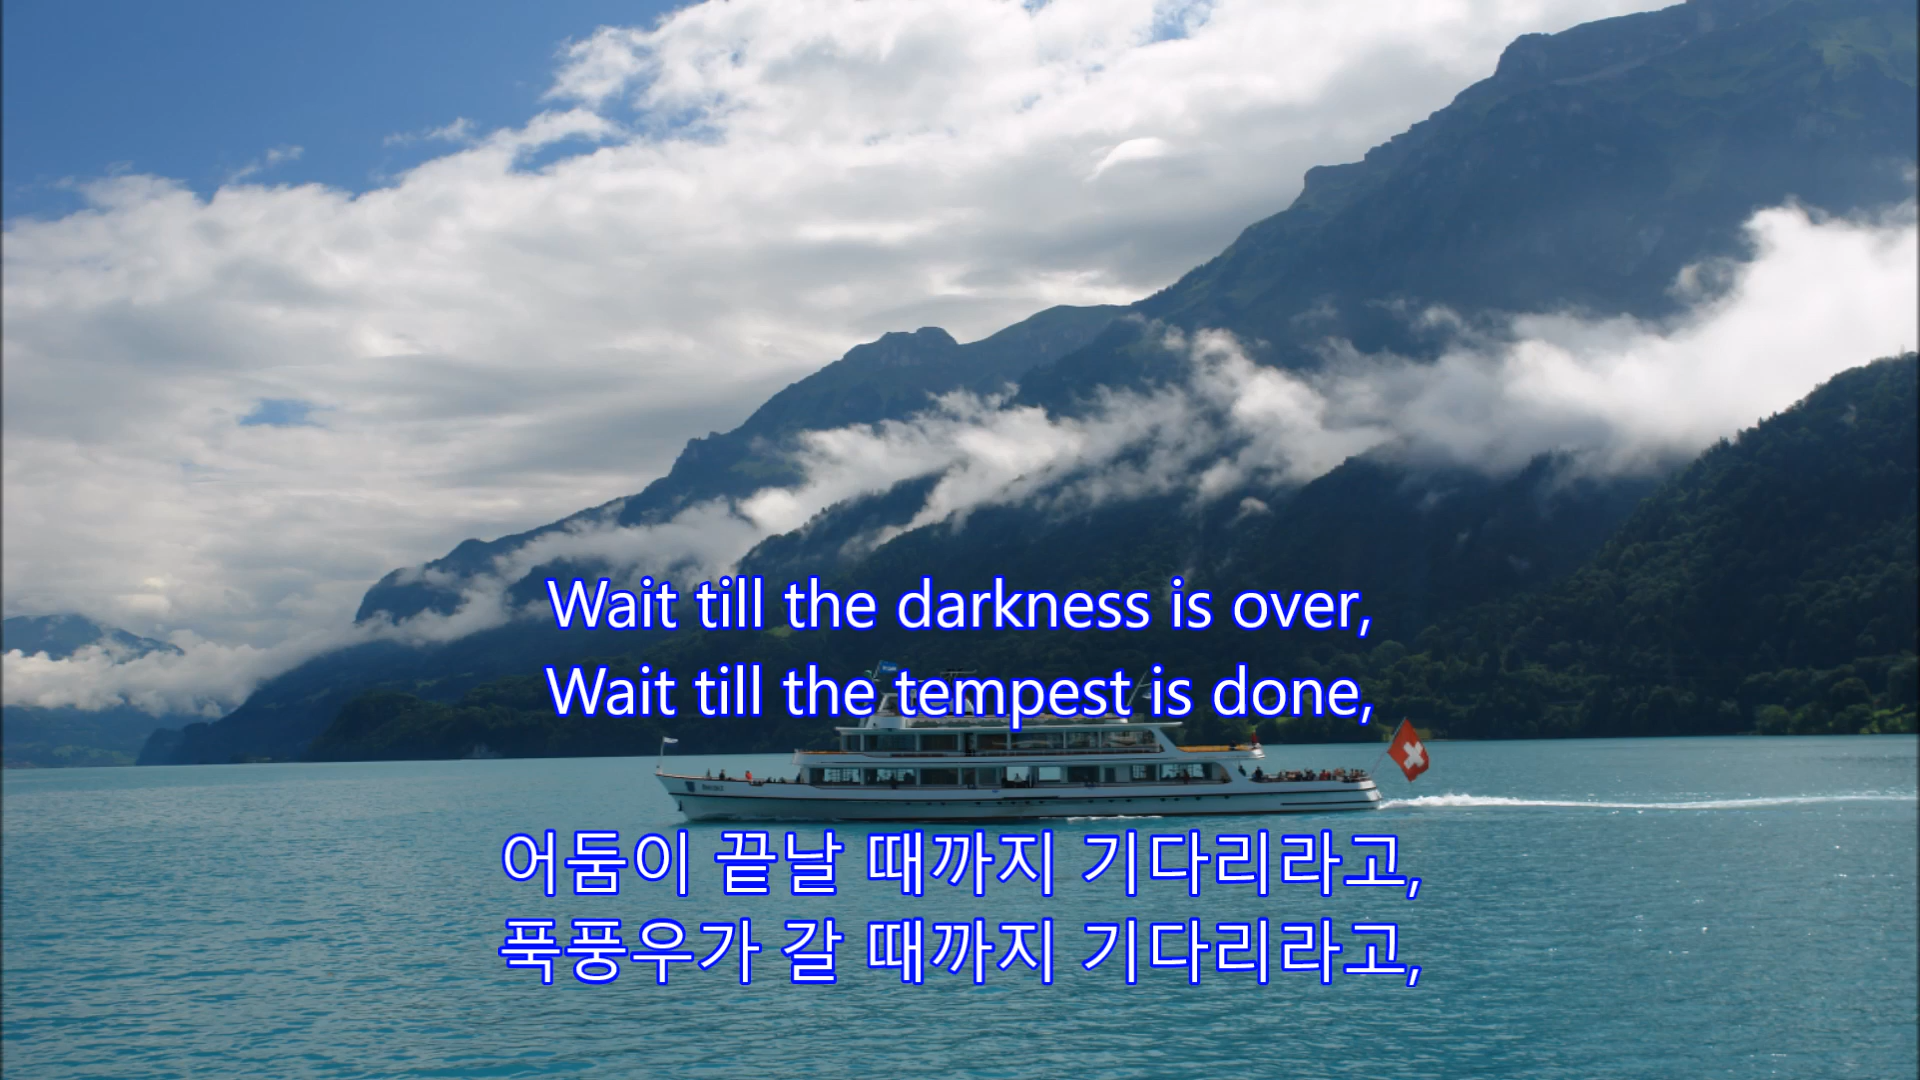 Wait till the darkness is over,
Wait till the tempest is done,
어둠이 끝날 때까지 기다리라고,
폭풍우가 갈 때까지 기다리라고,